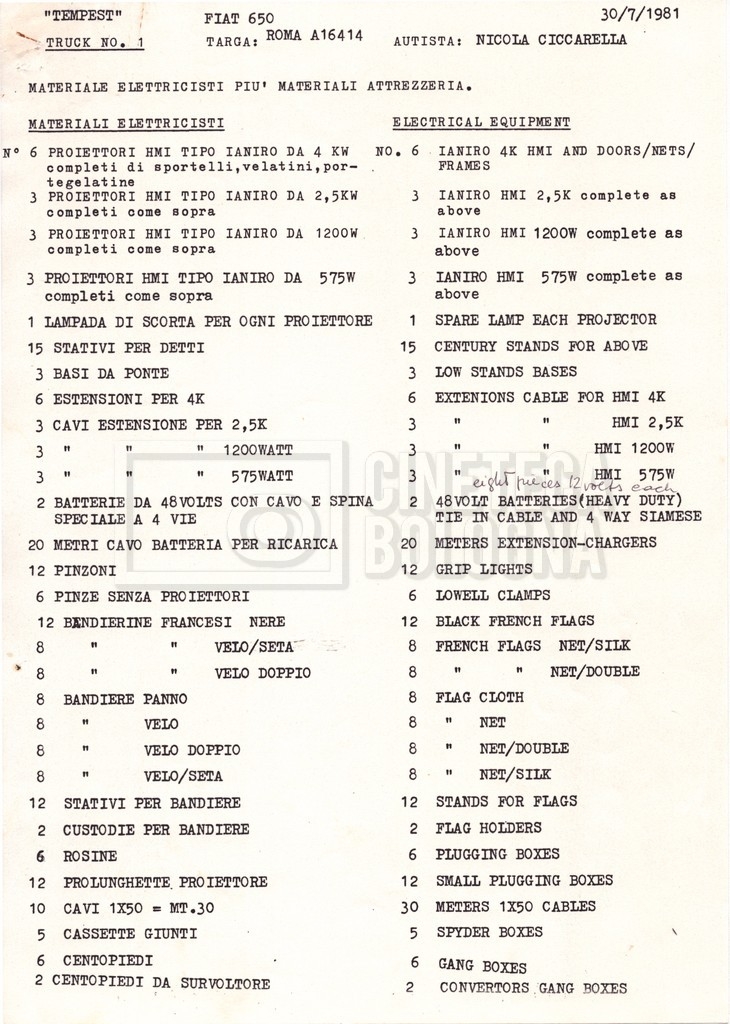 "TEMPEST" FIAT 650 30/7/1981
TRUCK NO. 1 TARGA: ROMA A16414 AUTISTA: NICOLA CICCARELLA
MATERIALE ELETTRICISTI PIU' MATERIALI ATTREZZERIA.
MATERIALI ELETTRICISTI
N° 6 PROIETTORI HMI TIPO IANIRO DA 4 KW
completi di sportelli,velatini,por-
tegelatine
3 PROIETTORI HMI TIPO IANIRO DA 2,5KW
completi come sopra
3 PROIETTORI HMI TIPO IANIRO DA 1200W
completi come sopra
3 PROIETTORI HMI TIPO IANIRO DA 575W
completi come sopra
1 LAMPADA DI SCORTA PER OGNI PROIETTORE
15 STATIVI PER DETTI
3 BASI DA PONTE
6 ESTENSIONI PER 4K
3 CAVI ESTENSIONE PER 2,5K
3 " " " 1200WATT
3 " " " 575WATT
2 BATTERIE DA 48VOLTS CON CAVO E SPINA
SPECIALE A 4 VIE
20 METRI CAVO BATTERIA PER RICARICA
12 PINZONI
6 PINZE SENZA PROIETTORI
12 BANDIERINE FRANCESI NERE
8 " " VELO/SETA
8 " " VELO DOPPIO
8 BANDIERE PANNO
8 " VELO
8 " VELO DOPPIO
8 " VELO/SETA
12 STATIVI PER BANDIERE
2 CUSTODIE PER BANDIERE
6 ROSINE
12 PROLUNGHETTE PROIETTORE
10 CAVI 1X50 = MT.30
5 CASSETTE GIUNTI
6 CENTOPIEDI
2 CENTOPIEDI DA SURVOLTORE
ELECTRICAL EQUIPMENT
NO. 6 IANIRO 4K HMI AND DOORS/NETS/
FRAMES
3 IANIRO HMI 2,5K complete as
above
3 IANIRO HMI 1200W complete as
above
3 IANIRO HMI 575W complete as
above
1 SPARE LAMP EACH PROJECTOR
15 CENTURY STANDS FOR ABOVE
3 LOW STANDS BASES
6 EXTENIONS CABLE FOR HMI 4K
3 " " HMI 2,5K
3 " " HMI 1200W
3 " " HMI 575W
eight pieces 12 volts each
2 48VOLT BATTERIES(HEAVY DUTY)
TIE IN CABLE AND 4 WAY SIAMESE
20 METERS EXTENSION-CHARGERS
12 GRIP LIGHTS
6 LOWELL CLAMPS
12 BLACK FRENCH FLAGS
8 FRENCH FLAGS NET/SILK
8 " " NET/DOUBLE
8 FLAG CLOTH
8 " NET
8 " NET/DOUBLE
8 " NET/SILK
12 STANDS FOR FLAGS
2 FLAG HOLDERS
6 PLUGGING BOXES
12 SMALL PLUGGING BOXES
30 METERS 1X50 CABLES
5 SPYDER BOXES
6 GANG BOXES
2 CONVERTORS GANG BOXES
CINETECA
BOLOGNA